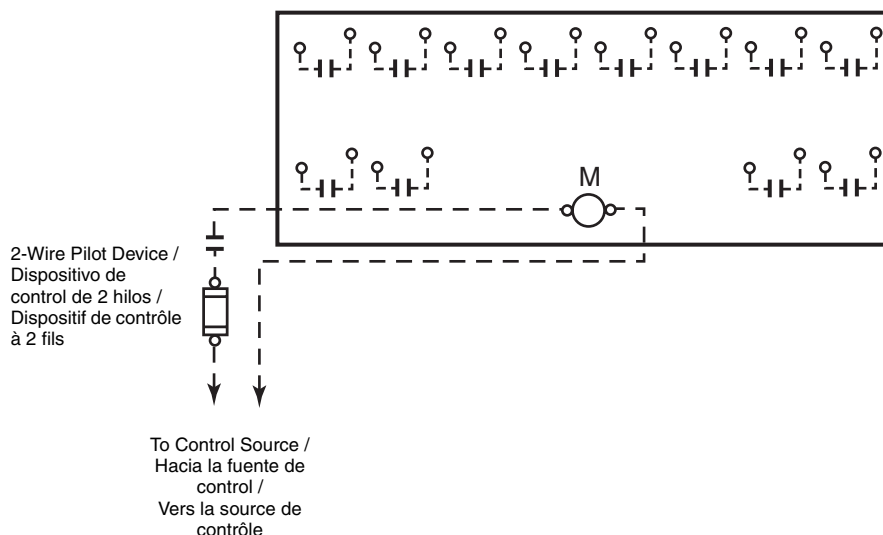 M
2-Wire Pilot Device /
Dispositivo de
control de 2 hilos /
Dispositif de contrôle
à 2 fils
To Control Source /
Hacia la fuente de
control /
Vers la source de
contrôle